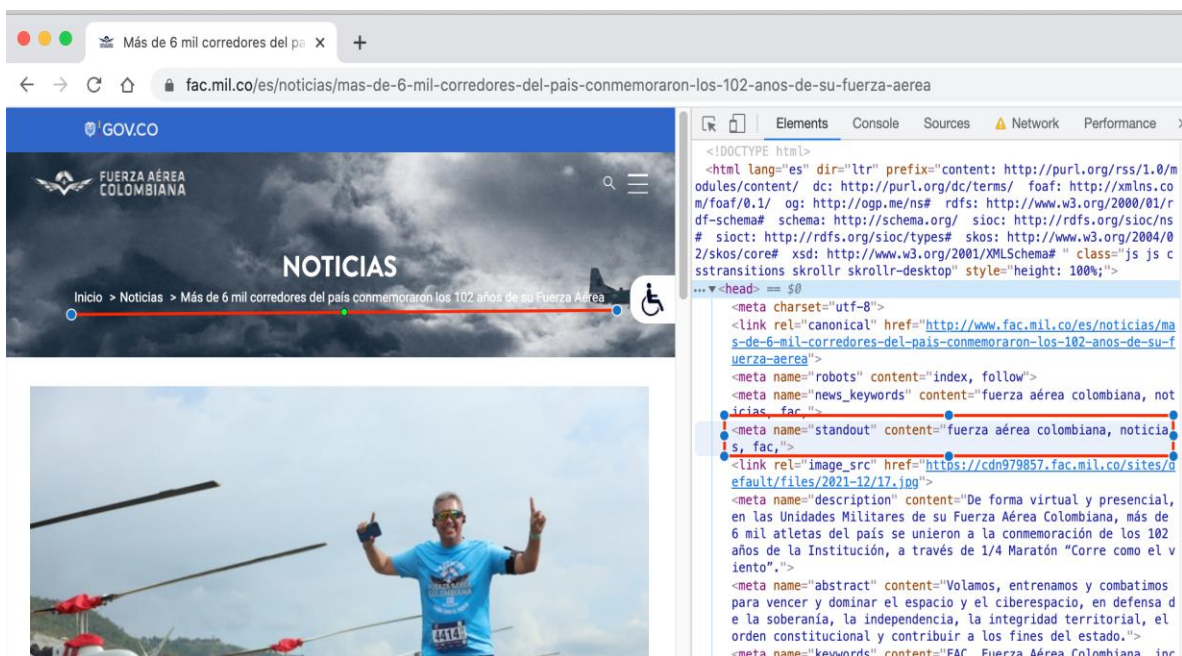 Más de 6 mil corredores del pa
fac.mil.co/es/noticias/mas-de-6-mil-corredores-del-pais-conmemoraron-los-102-anos-de-su-fuerza-aerea
GOV.CO
FUERZA AÉREA
COLOMBIANA
NOTICIAS
Inicio > Noticias > Más de 6 mil corredores del país conmemoraron los 102 años de su Fuerza Aérea
4414
Elements Console Sources Network Performance
<!DOCTYPE html>
<html lang="es" dir="ltr" prefix="content: http://purl.org/rss/1.0/m
odules/content/ dc: http://purl.org/dc/terms/ foaf: http://xmlns.co
m/foaf/0.1/ og: http://ogp.me/ns# rdfs: http://www.w3.org/2000/01/r
df-schema# schema: http://schema.org/ sioc: http://rdfs.org/sioc/ns
# sioct: http://rdfs.org/sioc/types# skos: http://www.w3.org/2004/0
2/skos/core# xsd: http://www.w3.org/2001/XMLSchema# " class="js js c
sstransitions skrollr skrollr-desktop" style="height: 100%;">
...▼<head> == $0
<meta charset="utf-8">
<link rel="canonical" href="http://www.fac.mil.co/es/noticias/ma
s-de-6-mil-corredores-del-pais-conmemoraron-los-102-anos-de-su-f
uerza-aerea">
<meta name="robots" content="index, follow">
<meta name="news_keywords" content="fuerza aérea colombiana, not
icias, fac,">
<meta name="standout" content="fuerza aérea colombiana, noticia
s, fac,">
<link rel="image_src" href="https://cdn979857.fac.mil.co/sites/d
efault/files/2021-12/17.jpg">
<meta name="description" content="De forma virtual y presencial,
en las Unidades Militares de su Fuerza Aérea Colombiana, más de
6 mil atletas del país se unieron a la conmemoración de los 102
años de la Institución, a través de 1/4 Maratón “Corre como el v
iento”.">
<meta name="abstract" content="Volamos, entrenamos y combatimos
para vencer y dominar el espacio y el ciberespacio, en defensa d
e la soberanía, la independencia, la integridad territorial, el
orden constitucional y contribuir a los fines del estado.">
<meta name="keywords" content="FAC, Fuerza Aérea Colombiana, inc